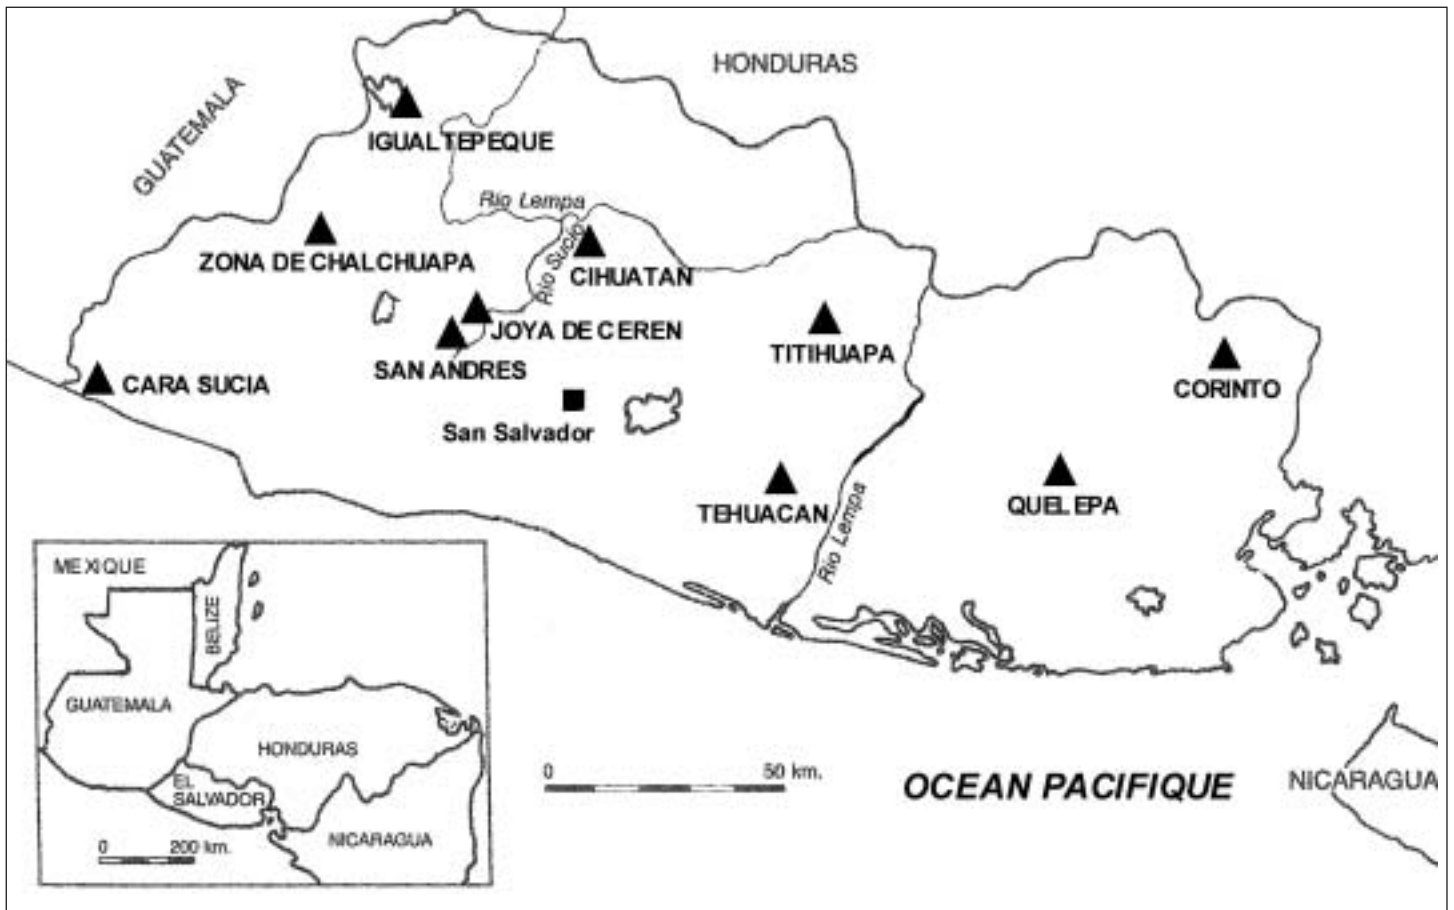 HONDURAS
GUATEMALA
IGUALTEPEQUE
Rio Lempa
ZONA DE CHALCHUAPA
Rio Sucio
CIHUATAN
JOYA DE CEREN
SAN ANDRES
TITIHUAPA
CARA SUCIA
CORINTO
San Salvador
TEHUACAN
Rio Lempa
QUELEPA
MEXIQUE
BELIZE
GUATEMALA
HONDURAS
EL
SALVADOR
NICARAGUA
0 200 km.
0 50 km.
OCEAN PACIFIQUE
NICARAGUA